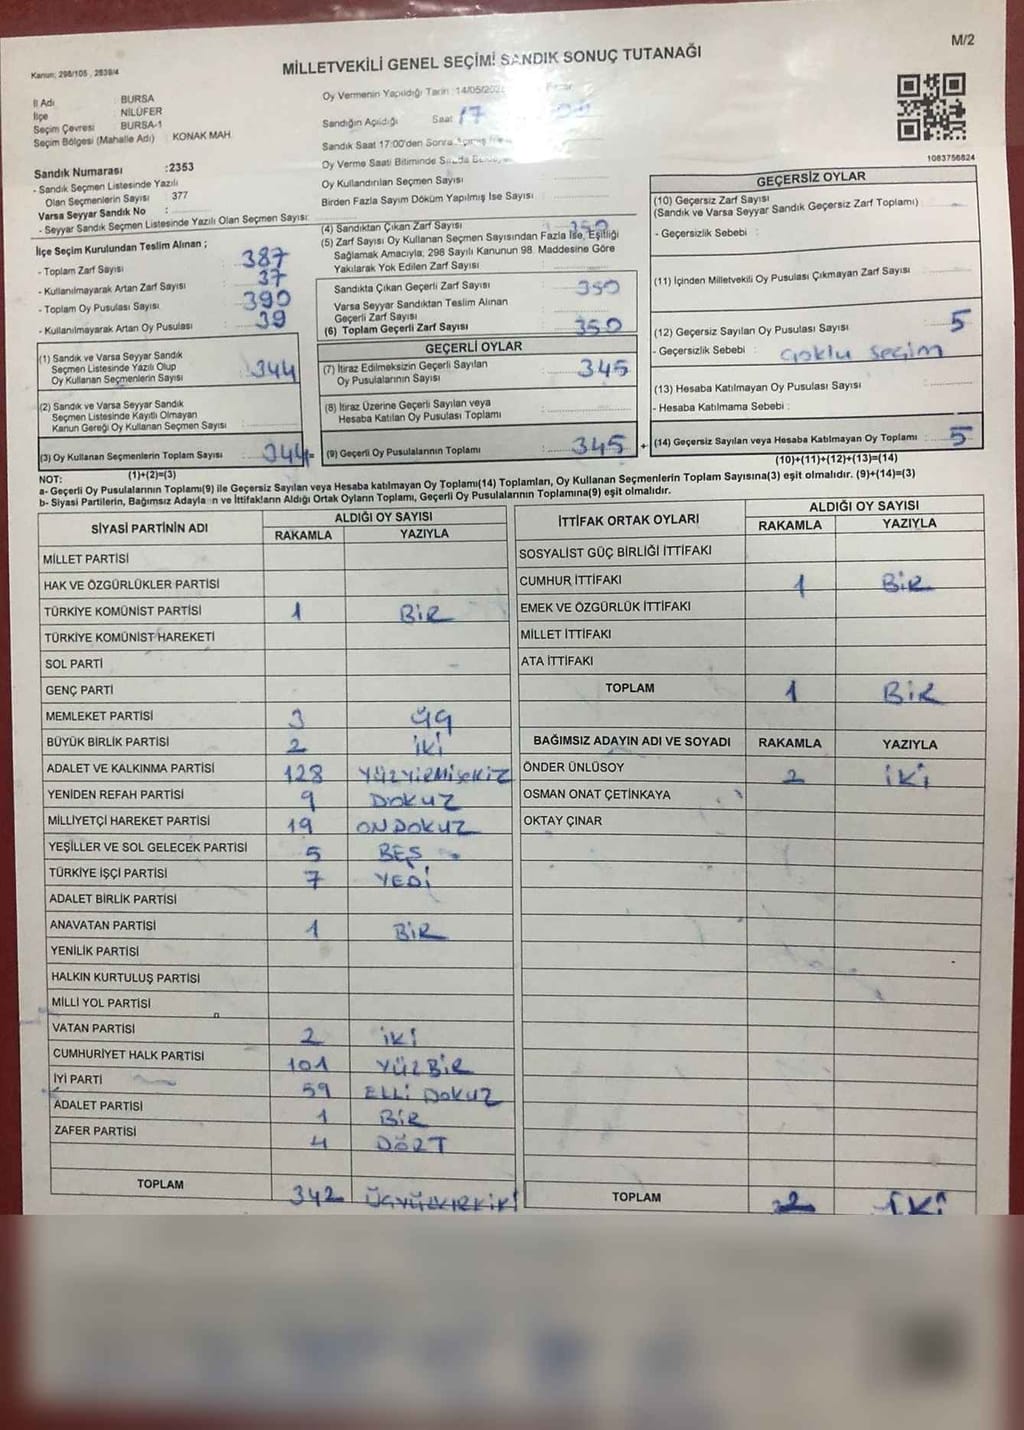 M/2
Kanun; 298/105 , 2839/4
MİLLETVEKİLİ GENEL SEÇİMİ SANDIK SONUÇ TUTANAĞI
İl Adı : BURSA
İlçe : NİLÜFER
Seçim Çevresi : BURSA-1
Seçim Bölgesi (Mahalle Adı) : KONAK MAH.
Sandık Numarası :2353
- Sandık Seçmen Listesinde Yazılı
Olan Seçmenlerin Sayısı : 377
Varsa Seyyar Sandık No :
- Seyyar Sandık Seçmen Listesinde Yazılı Olan Seçmen Sayısı:
Oy Vermenin Yapıldığı Tarih :14/05/202
Sandığın Açıldığı Saat 17
Sandık Saat 17:00'den Sonra
Oy Verme Saati Bitiminde
Oy Kullandırılan Seçmen Sayısı
Birden Fazla Sayım Döküm Yapılmış İse Sayısı
1083756824
İlçe Seçim Kurulundan Teslim Alınan ;
- Toplam Zarf Sayısı : 387
- Kullanılmayarak Artan Zarf Sayısı : 37
- Toplam Oy Pusulası Sayısı : 390
- Kullanılmayarak Artan Oy Pusulası : 39
(1) Sandık ve Varsa Seyyar Sandık
Seçmen Listesinde Yazılı Olup
Oy Kullanan Seçmenlerin Sayısı : 344
(2) Sandık ve Varsa Seyyar Sandık
Seçmen Listesinde Kayıtlı Olmayan
Kanun Gereği Oy Kullanan Seçmen Sayısı :
(3) Oy Kullanan Seçmenlerin Toplam Sayısı : 344 =
(1)+(2)=(3)
(4) Sandıktan Çıkan Zarf Sayısı : 350
(5) Zarf Sayısı Oy Kullanan Seçmen Sayısından Fazla İse, Eşitliği
Sağlamak Amacıyla, 298 Sayılı Kanunun 98. Maddesine Göre
Yakılarak Yok Edilen Zarf Sayısı :
Sandıkta Çıkan Geçerli Zarf Sayısı : 350
Varsa Seyyar Sandıktan Teslim Alınan
Geçerli Zarf Sayısı :
(6) Toplam Geçerli Zarf Sayısı : 350
GEÇERLİ OYLAR
(7) İtiraz Edilmeksizin Geçerli Sayılan
Oy Pusulalarının Sayısı : 345
(8) İtiraz Üzerine Geçerli Sayılan veya
Hesaba Katılan Oy Pusulası Toplamı :
(9) Geçerli Oy Pusulalarının Toplamı : 345 +
GEÇERSİZ OYLAR
(10) Geçersiz Zarf Sayısı
(Sandık ve Varsa Seyyar Sandık Geçersiz Zarf Toplamı) :
- Geçersizlik Sebebi :
(11) İçinden Milletvekili Oy Pusulası Çıkmayan Zarf Sayısı :
(12) Geçersiz Sayılan Oy Pusulası Sayısı : 5
- Geçersizlik Sebebi : çoklu seçim
(13) Hesaba Katılmayan Oy Pusulası Sayısı :
- Hesaba Katılmama Sebebi :
(14) Geçersiz Sayılan veya Hesaba Katılmayan Oy Toplamı : 5
(10)+(11)+(12)+(13)=(14)
NOT:
a- Geçerli Oy Pusulalarının Toplamı(9) ile Geçersiz Sayılan veya Hesaba katılmayan Oy Toplamı(14) Toplamları, Oy Kullanan Seçmenlerin Toplam Sayısına(3) eşit olmalıdır. (9)+(14)=(3)
b- Siyasi Partilerin, Bağımsız Adayların ve İttifakların Aldığı Ortak Oyların Toplamı, Geçerli Oy Pusulalarının Toplamına(9) eşit olmalıdır.
SİYASİ PARTİNİN ADI ALDIĞI OY SAYISI
RAKAMLA YAZIYLA
MİLLET PARTİSİ
HAK VE ÖZGÜRLÜKLER PARTİSİ
TÜRKİYE KOMÜNİST PARTİSİ 1 BİR
TÜRKİYE KOMÜNİST HAREKETİ
SOL PARTİ
GENÇ PARTİ
MEMLEKET PARTİSİ 3 ÜÇ
BÜYÜK BİRLİK PARTİSİ 2 İKİ
ADALET VE KALKINMA PARTİSİ 128 YÜZYİRMİSEKİZ
YENİDEN REFAH PARTİSİ 9 DOKUZ
MİLLİYETÇİ HAREKET PARTİSİ 19 ONDOKUZ
YEŞİLLER VE SOL GELECEK PARTİSİ 5 BEŞ
TÜRKİYE İŞÇİ PARTİSİ 7 YEDİ
ADALET BİRLİK PARTİSİ
ANAVATAN PARTİSİ 1 BİR
YENİLİK PARTİSİ
HALKIN KURTULUŞ PARTİSİ
MİLLİ YOL PARTİSİ
VATAN PARTİSİ 2 İKİ
CUMHURİYET HALK PARTİSİ 101 YÜZBİR
İYİ PARTİ 59 ELLİ DOKUZ
ADALET PARTİSİ 1 BİR
ZAFER PARTİSİ 4 DÖRT
TOPLAM 342 ÜÇYÜZKIRKİKİ
İTTİFAK ORTAK OYLARI ALDIĞI OY SAYISI
RAKAMLA YAZIYLA
SOSYALİST GÜÇ BİRLİĞİ İTTİFAKI
CUMHUR İTTİFAKI 1 BİR
EMEK VE ÖZGÜRLÜK İTTİFAKI
MİLLET İTTİFAKI
ATA İTTİFAKI
TOPLAM 1 BİR
BAĞIMSIZ ADAYIN ADI VE SOYADI RAKAMLA YAZIYLA
ÖNDER ÜNLÜSOY 2 İKİ
OSMAN ONAT ÇETİNKAYA
OKTAY ÇINAR
TOPLAM 2 İKİ